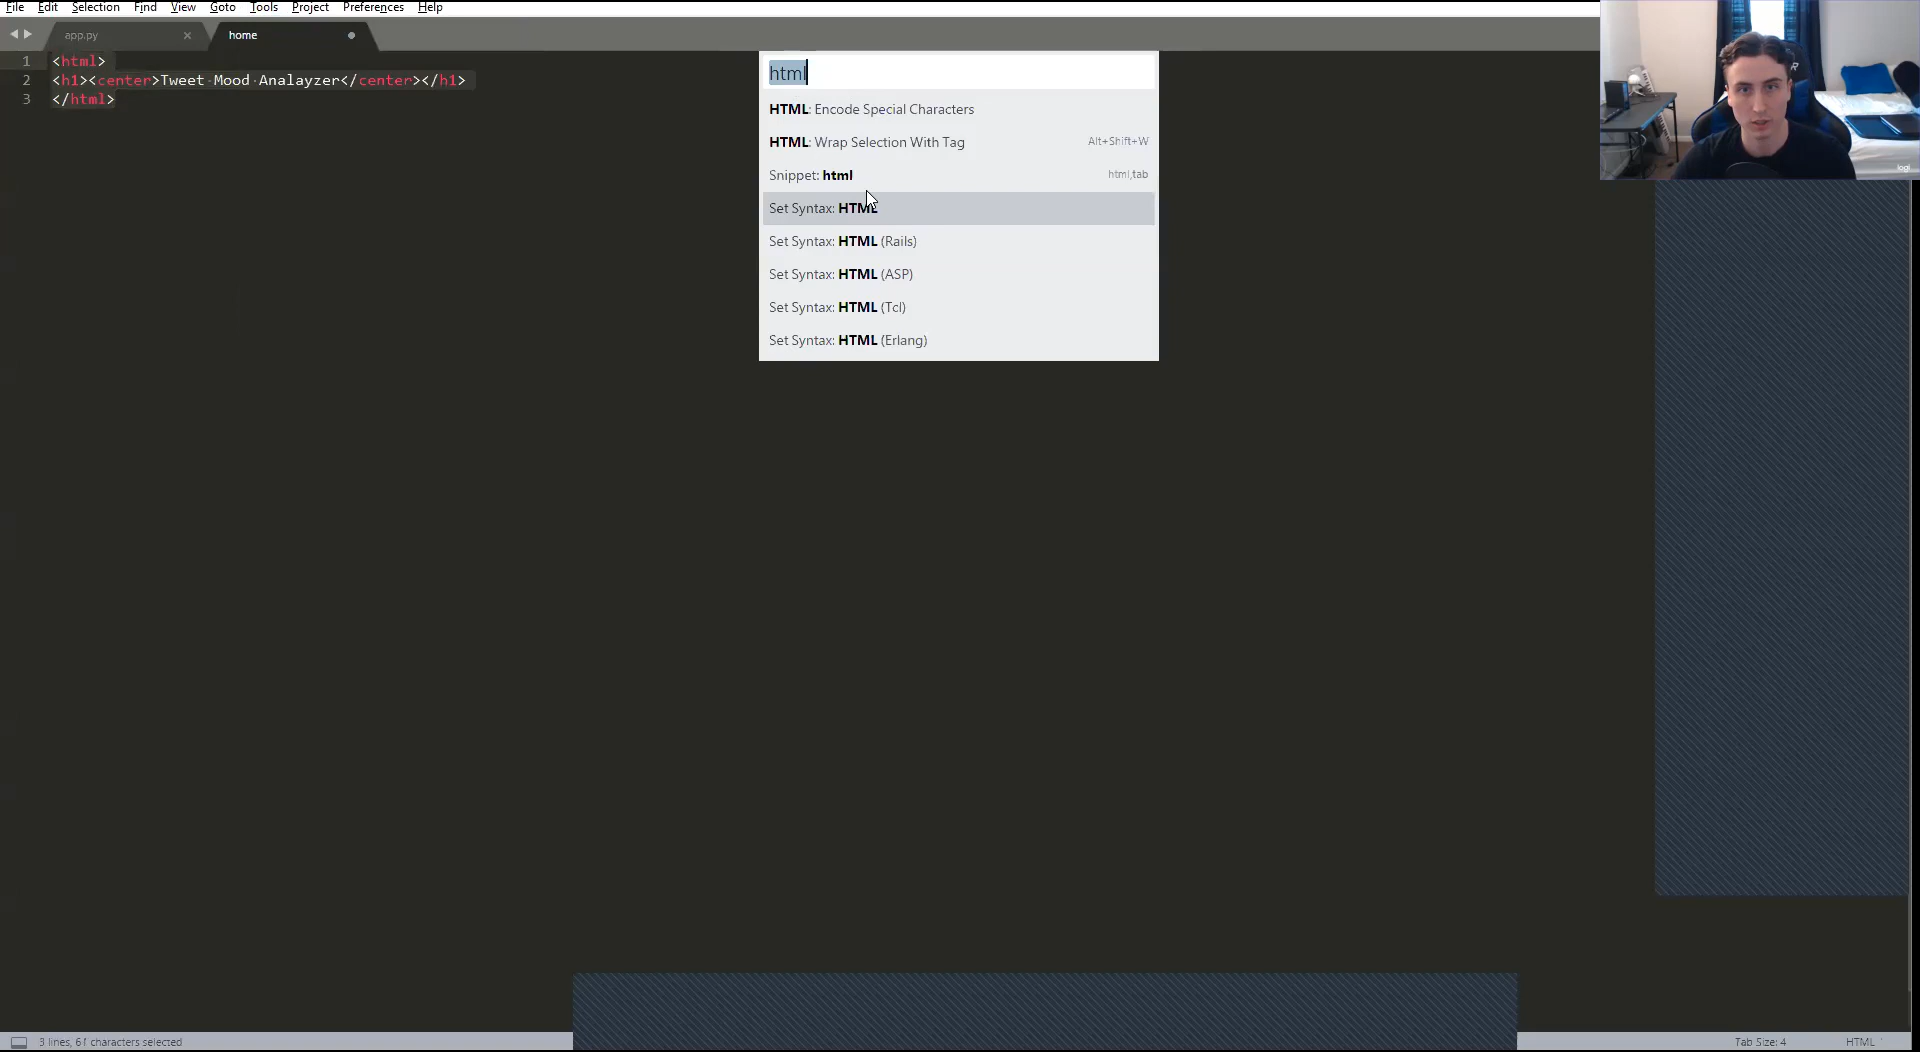 File Edit Selection Find View Goto Tools Project Preferences Help
app.py × home
1 <html>
2 <h1><center>Tweet Mood Analayzer</center></h1>
3 </html>
html
HTML: Encode Special Characters
HTML: Wrap Selection With Tag Alt+Shift+W
Snippet: html html,tab
Set Syntax: HTML
Set Syntax: HTML (Rails)
Set Syntax: HTML (ASP)
Set Syntax: HTML (Tcl)
Set Syntax: HTML (Erlang)
logi
3 lines, 61 characters selected Tab Size: 4 HTML